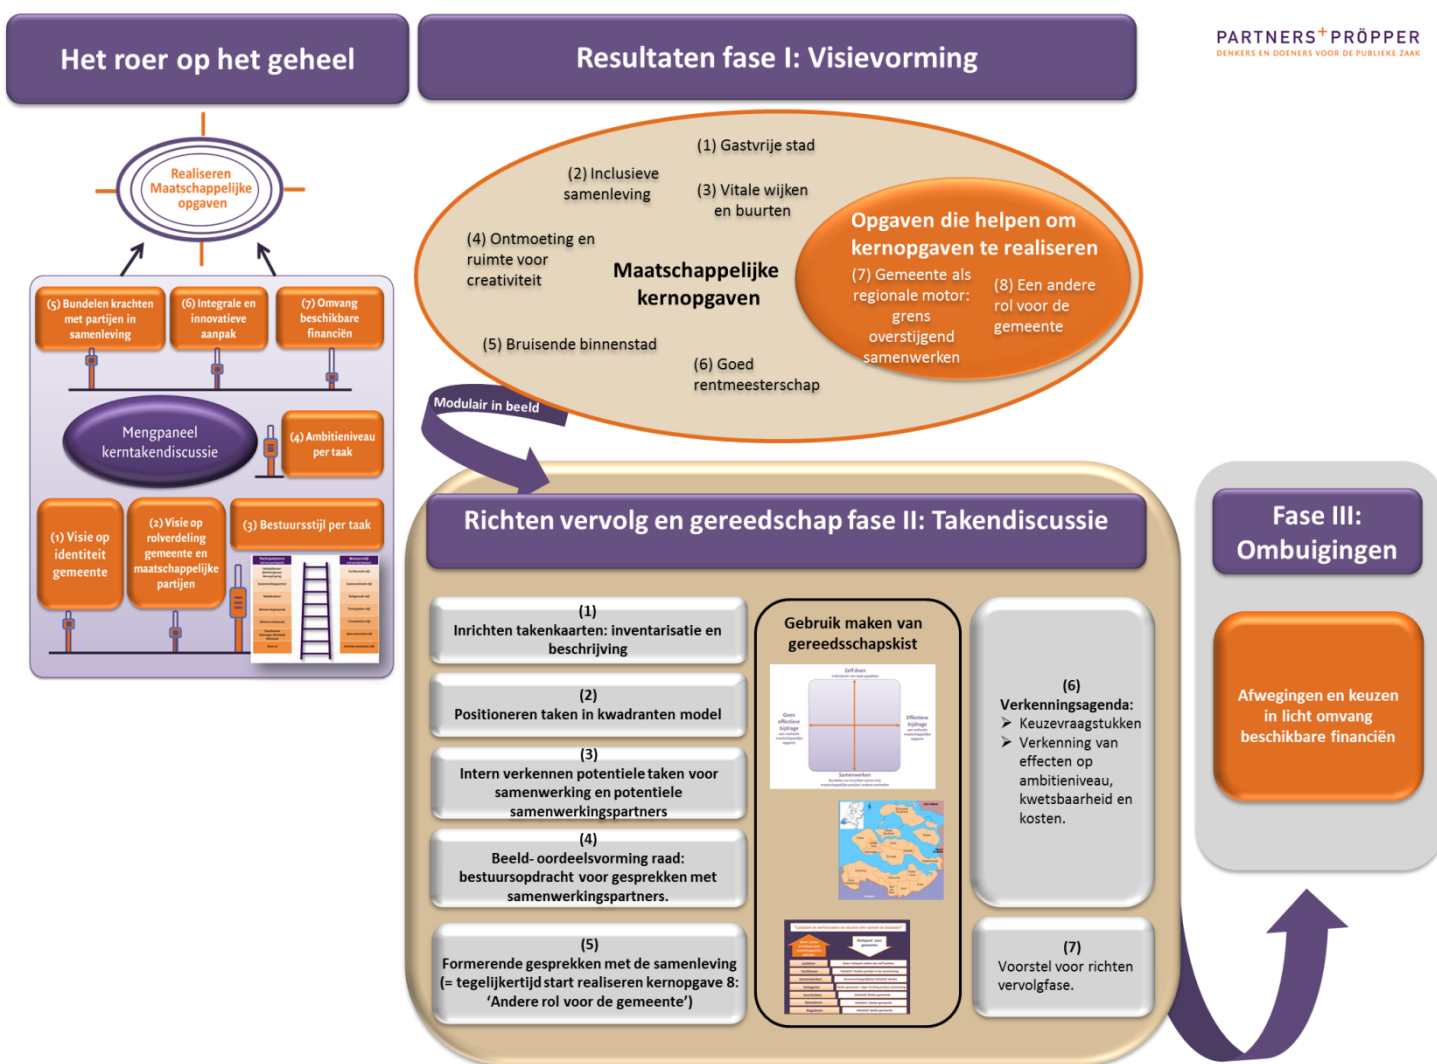 Het roer op het geheel
Resultaten fase I: Visievorming
PARTNERS+PRÖPPER
DENKERS EN DOENERS VOOR DE PUBLIEKE ZAAK
Realiseren
Maatschappelijke
opgaven
(5) Bundelen krachten
met partijen in
samenleving
(6) Integrale en
innovatieve
aanpak
(7) Omvang
beschikbare
financiën
Mengpaneel
kerntakendiscussie
(4) Ambitieniveau
per taak
(1) Visie op
identiteit
gemeente
(2) Visie op
rolverdeling
gemeente en
maatschappelijke
partijen
(3) Bestuursstijl per taak
(1) Gastvrije stad
(2) Inclusieve
samenleving
(3) Vitale wijken
en buurten
(4) Ontmoeting en
ruimte voor
creativiteit
Maatschappelijke
kernopgaven
(5) Bruisende binnenstad
(6) Goed
rentmeesterschap
Opgaven die helpen om
kernopgaven te realiseren
(7) Gemeente als
regionale motor:
grens
overstijgend
samenwerken
(8) Een andere
rol voor de
gemeente
Modulair in beeld
Richten vervolg en gereedschap fase II: Takendiscussie
(1)
Inrichten takenkaarten: inventarisatie en
beschrijving
(2)
Positioneren taken in kwadranten model
(3)
Intern verkennen potentiele taken voor
samenwerking en potentiele
samenwerkingspartners
(4)
Beeld- oordeelsvorming raad:
bestuursopdracht voor gesprekken met
samenwerkingspartners.
(5)
Formerende gesprekken met de samenleving
(= tegelijkertijd start realiseren kernopgave 8:
‘Andere rol voor de gemeente’)
Gebruik maken van
gereedsschapskist
Zelf doen
Geen
effectieve
bijdrage
Effectieve
bijdrage
Samenwerken
(6)
Verkenningsagenda:
➢ Keuzevraagstukken
➢ Verkenning van
effecten op
ambitieniveau,
kwetsbaarheid en
kosten.
(7)
Voorstel voor richten
vervolgfase.
Fase III:
Ombuigingen
Afwegingen en keuzen
in licht omvang
beschikbare financiën